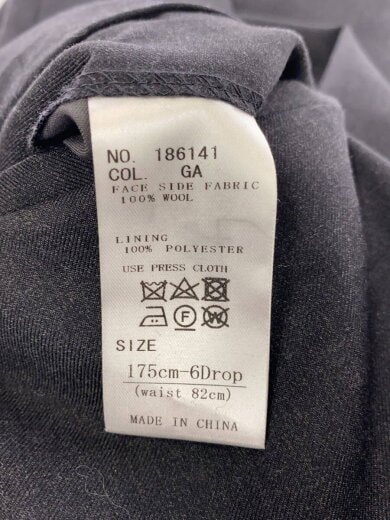 NO. 186141
COL. GA
FACE SIDE FABRIC
100% WOOL
LINING
100% POLYESTER
USE PRESS CLOTH
F W
SIZE
175cm-6Drop
(waist 82cm)
MADE IN CHINA